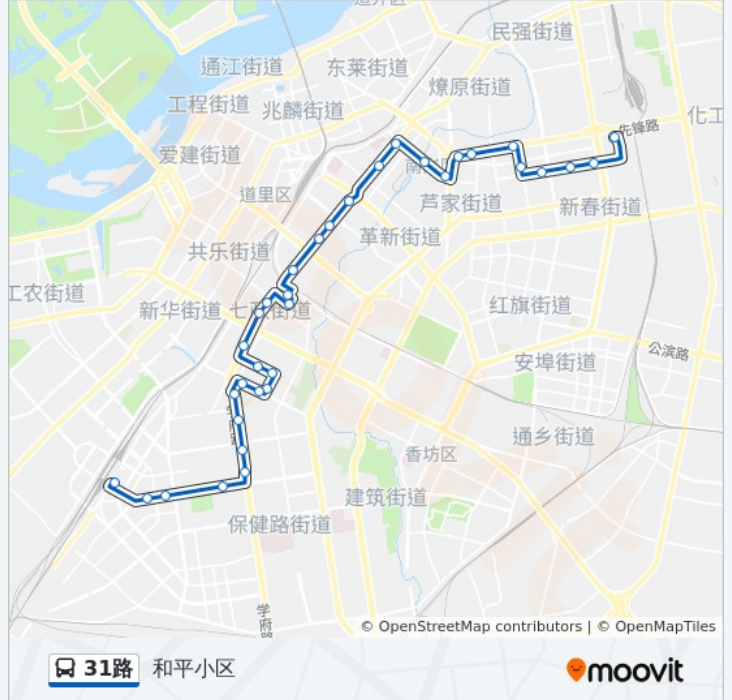 民强街道
通江街道
东莱街道
燎原街道
工程街道
兆麟街道
化工
先锋路
爱建街道
道里区
芦家街道
新春街道
革新街道
共乐街道
工农街道
新华街道
红旗街道
公滨路
安埠街道
通乡街道
香坊区
建筑街道
保健路街道
学府路
© OpenStreetMap contributors | © OpenMapTiles
31路 和平小区
moovit